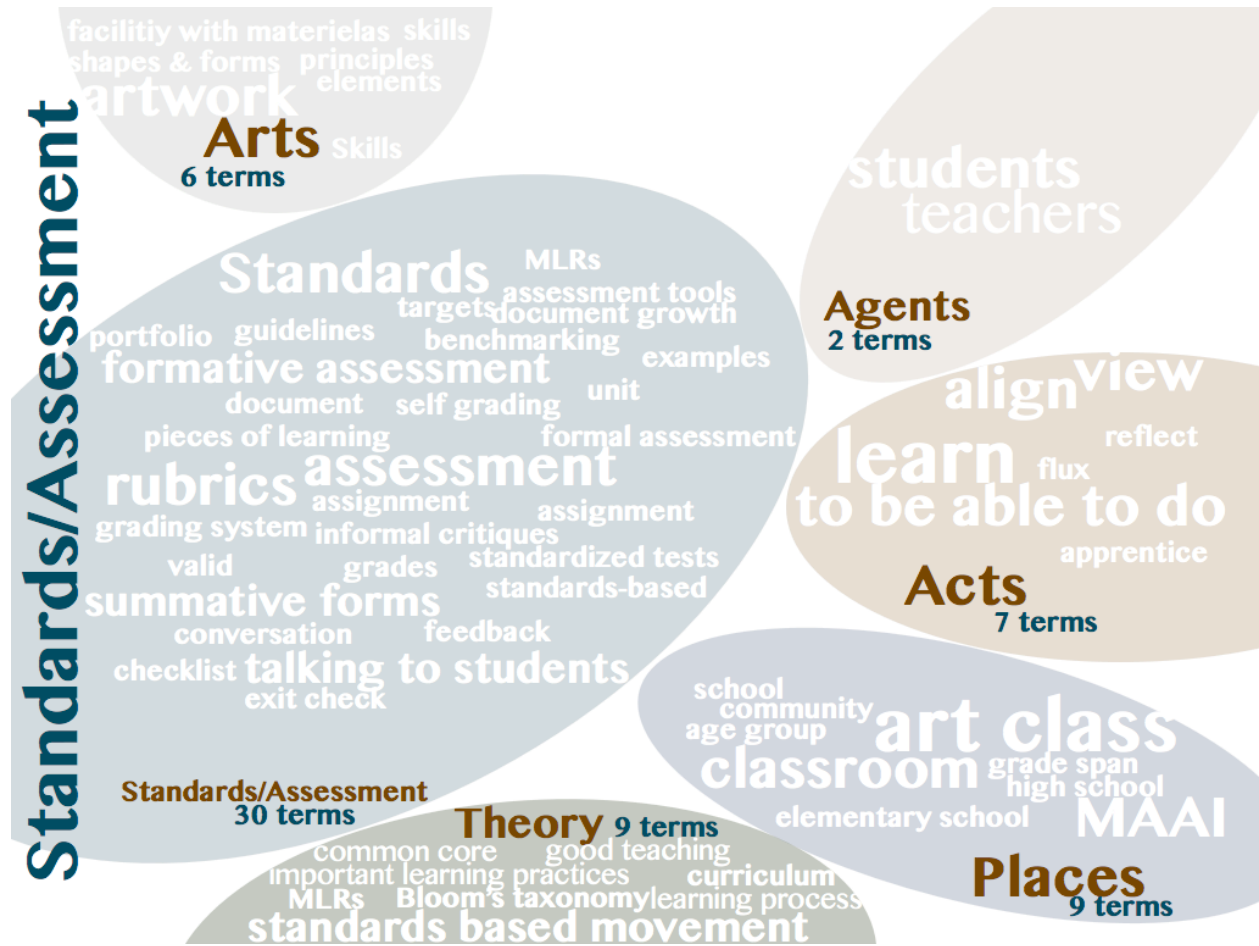 Standards/Assessment
facilitiy with materielas skills
shapes & forms principles
elements
artwork
Arts
Skills
6 terms
students
teachers
Agents
2 terms
Standards
MLRs
assessment tools
targets
document growth
portfolio
guidelines
benchmarking
examples
formative assessment
unit
document
self grading
pieces of learning
formal assessment
assessment
rubrics
assignment
assignment
grading system
informal critiques
standardized tests
valid
grades
standards-based
summative forms
conversation
feedback
checklist
talking to students
exit check
Standards/Assessment
30 terms
view
align
learn
reflect
flux
to be able to do
apprentice
Acts
7 terms
school
community
age group
art class
classroom
grade span
high school
elementary school
MAAI
Places
9 terms
Theory 9 terms
common core
good teaching
important learning practices
curriculum
MLRs
Bloom's taxonomy
learning process
standards based movement